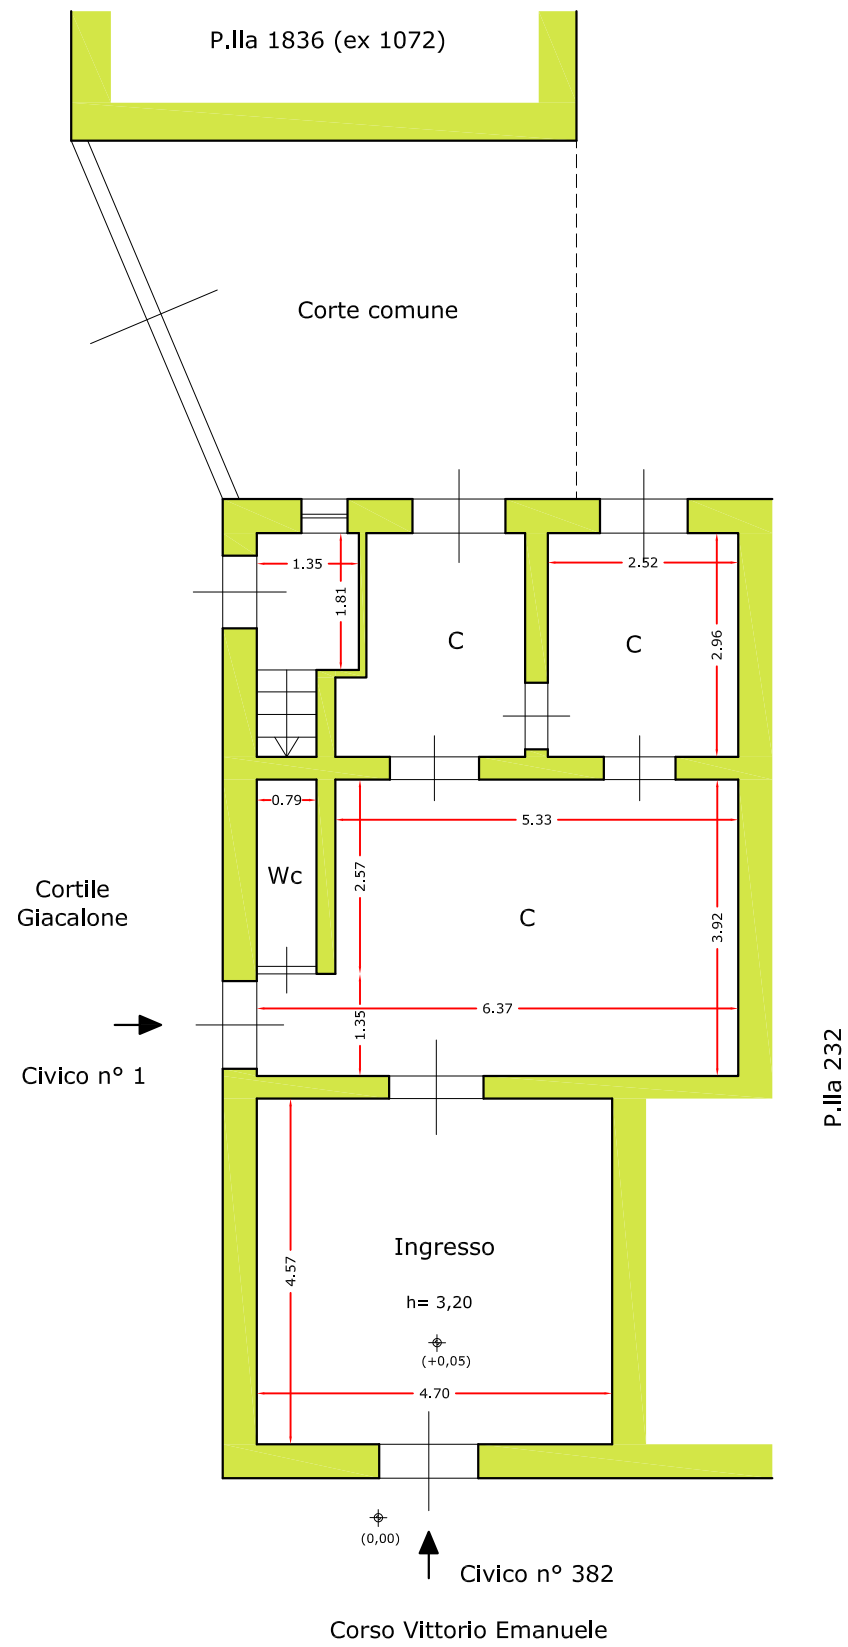 P.lla 1836 (ex 1072)
Corte comune
1.35
1.81
2.52
2.96
C
C
0.79
5.33
2.57
Wc
3.92
C
Cortile
Giacalone
6.37
1.35
Civico n° 1
P.lla 232
Ingresso
4.57
h= 3,20
(+0,05)
4.70
(0,00)
Civico n° 382
Corso Vittorio Emanuele